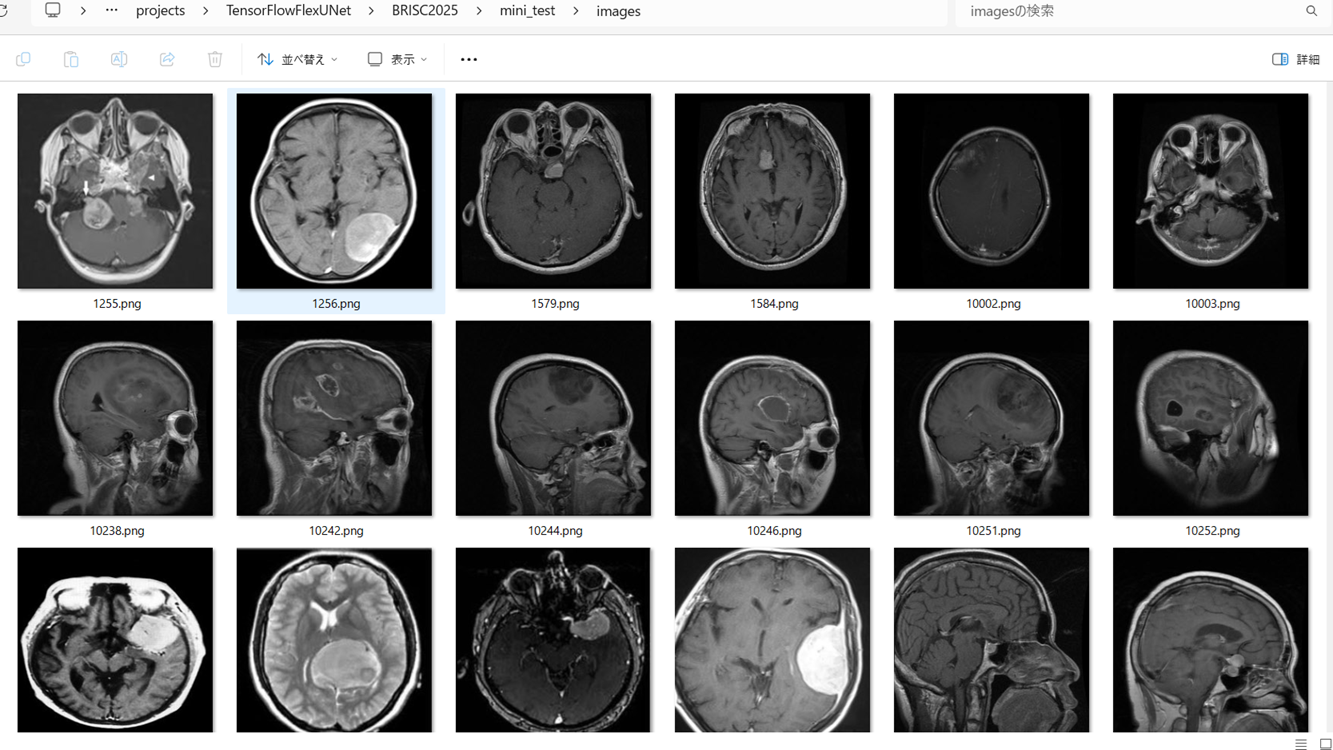 projects > TensorFlowFlexUNet > BRISC2025 > mini_test > images
imagesの検索
並べ替え 表示 詳細
1255.png 1256.png 1579.png 1584.png 10002.png 10003.png
10238.png 10242.png 10244.png 10246.png 10251.png 10252.png